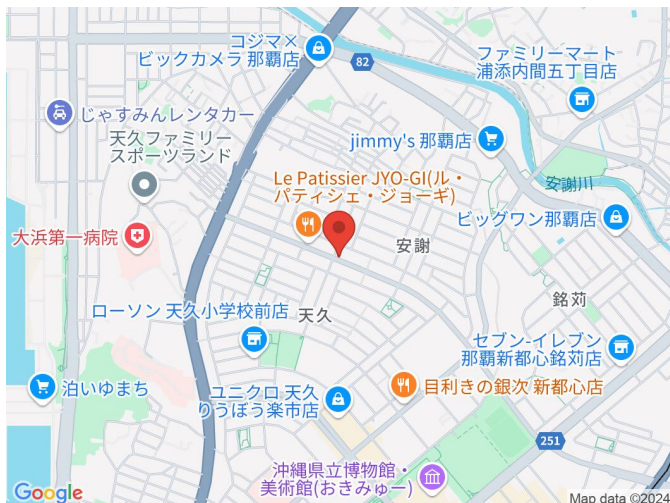 コジマ×
ビックカメラ 那覇店
82
ファミリーマート
浦添内間五丁目店
じゃすみんレンタカー
天久ファミリー
スポーツランド
jimmy's 那覇店
Le Patissier JYO-GI(ル・
パティシェ・ジョーギ)
安謝川
ビッグワン那覇店
大浜第一病院
安謝
銘苅
ローソン 天久小学校前店
天久
セブン-イレブン
那覇新都心銘苅店
泊いゆまち
ユニクロ 天久
りうぼう楽市店
目利きの銀次 新都心店
251
沖縄県立博物館・
美術館(おきみゅー)
Google
Map data ©2024